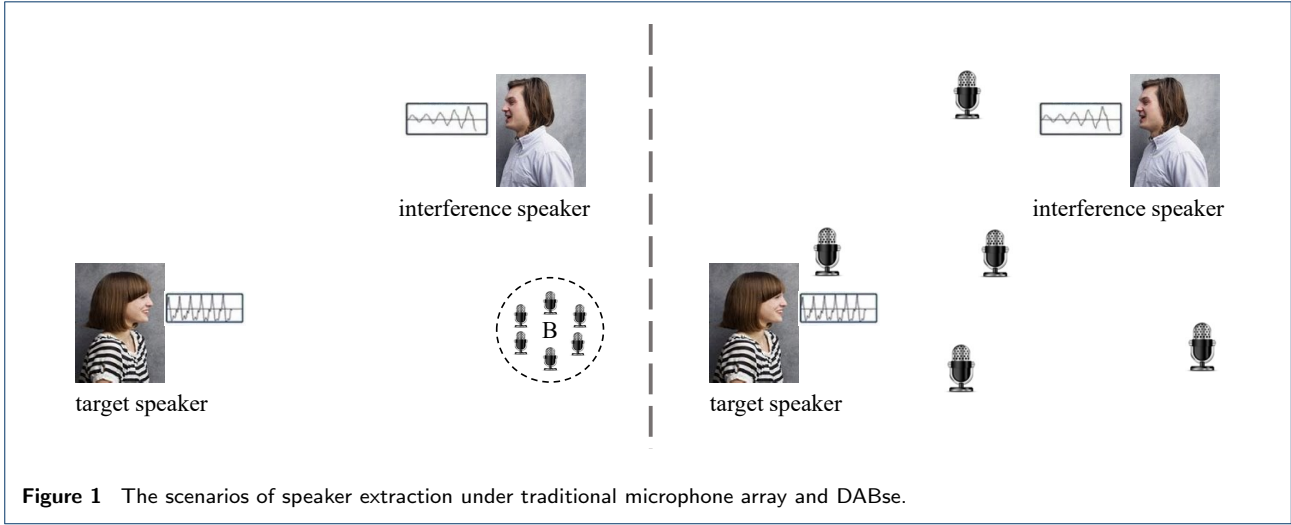 interference speaker
interference speaker
B
target speaker
target speaker
Figure 1 The scenarios of speaker extraction under traditional microphone array and DABse.